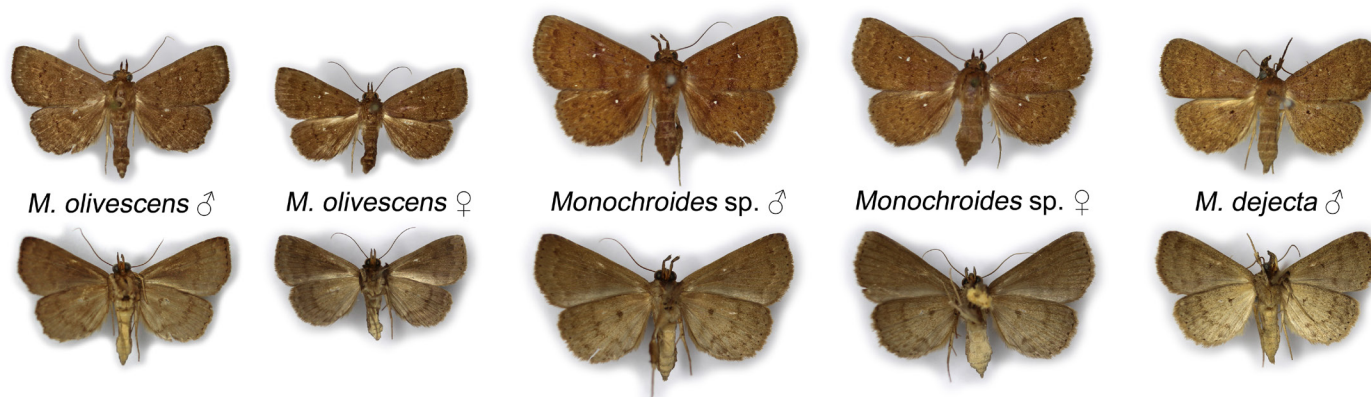 M. olivescens ♂
M. olivescens ♀
Monochroides sp. ♂
Monochroides sp. ♀
M. dejecta ♂